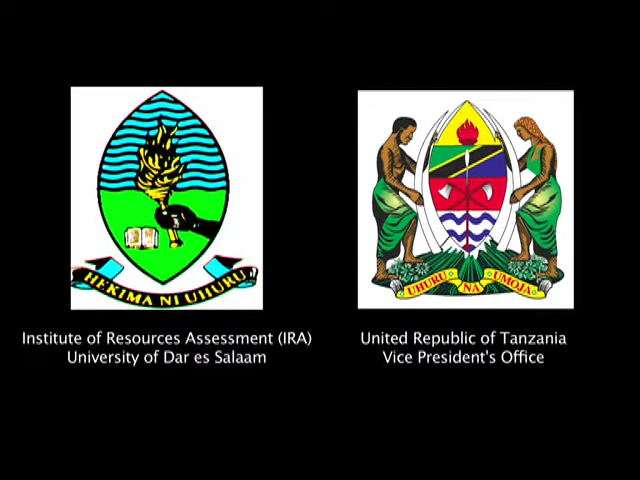 HEKIMA NI UHURU
UHURU NA UMOJA
Institute of Resources Assessment (IRA)
University of Dar es Salaam
United Republic of Tanzania
Vice President's Office